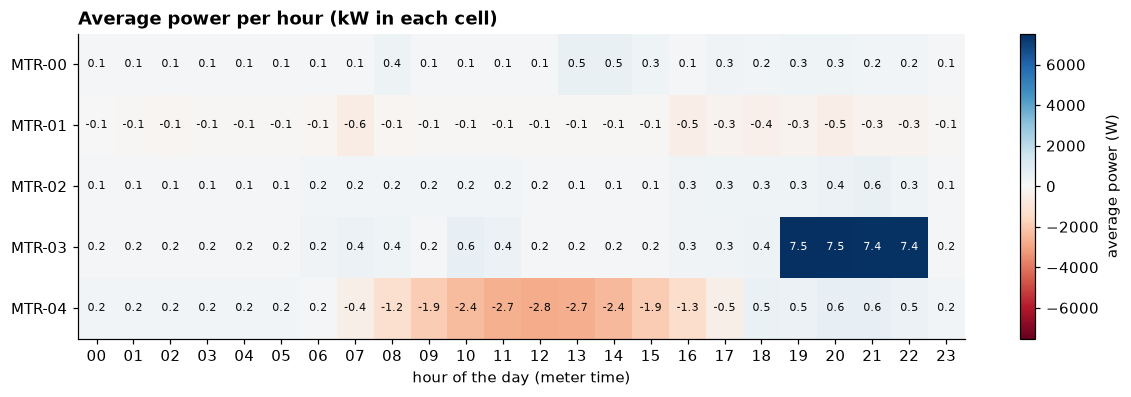 Average power per hour (kW in each cell)
MTR-00 0.1 0.1 0.1 0.1 0.1 0.1 0.1 0.1 0.4 0.1 0.1 0.1 0.1 0.5 0.5 0.3 0.1 0.3 0.2 0.3 0.3 0.2 0.2 0.1
MTR-01 -0.1 -0.1 -0.1 -0.1 -0.1 -0.1 -0.1 -0.6 -0.1 -0.1 -0.1 -0.1 -0.1 -0.1 -0.1 -0.1 -0.5 -0.3 -0.4 -0.3 -0.5 -0.3 -0.3 -0.1
MTR-02 0.1 0.1 0.1 0.1 0.1 0.1 0.2 0.2 0.2 0.2 0.2 0.2 0.2 0.1 0.1 0.1 0.3 0.3 0.3 0.3 0.4 0.6 0.3 0.1
MTR-03 0.2 0.2 0.2 0.2 0.2 0.2 0.2 0.4 0.4 0.2 0.6 0.4 0.2 0.2 0.2 0.2 0.3 0.3 0.4 7.5 7.5 7.4 7.4 0.2
MTR-04 0.2 0.2 0.2 0.2 0.2 0.2 0.2 -0.4 -1.2 -1.9 -2.4 -2.7 -2.8 -2.7 -2.4 -1.9 -1.3 -0.5 0.5 0.5 0.6 0.6 0.5 0.2
00 01 02 03 04 05 06 07 08 09 10 11 12 13 14 15 16 17 18 19 20 21 22 23
hour of the day (meter time)
6000
4000
2000
0
−2000
−4000
−6000
average power (W)